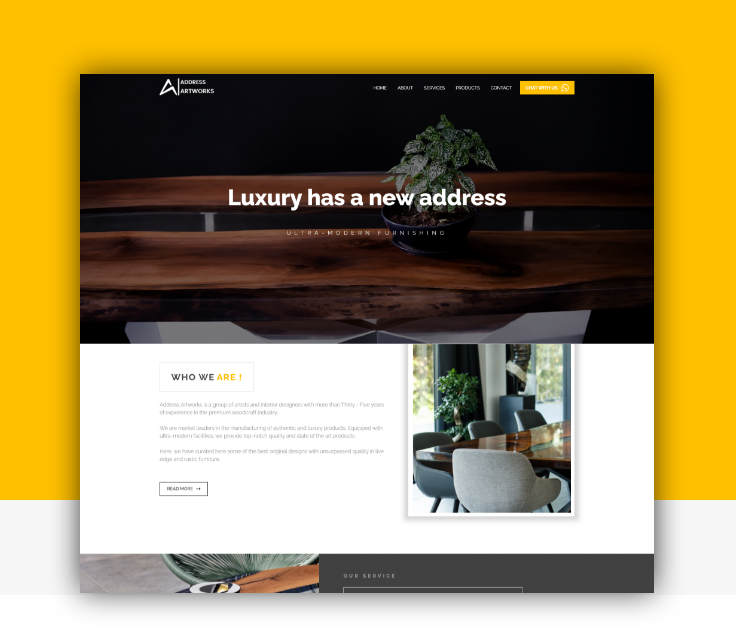 ADDRESS
ARTWORKS
HOME ABOUT SERVICES PRODUCTS CONTACT CHAT WITH US
Luxury has a new address
ULTRA-MODERN FURNISHING
WHO WE ARE !
Address Artworks is a group of artists and interior designers with more than Thirty - Five years
of experience in the premium woodcraft industry.
We are market leaders in the manufacturing of authentic and luxury products. Equipped with
ultra-modern facilities, we provide top-notch quality and state of the art products.
Here, we have curated here some of the best original designs with unsurpassed quality in live
edge and rustic furniture.
READ MORE →
OUR SERVICE